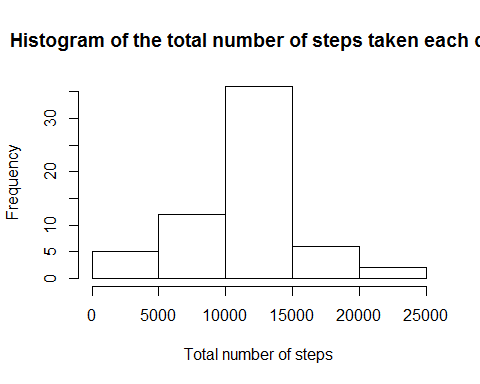 Histogram of the total number of steps taken each
Frequency
30
20
10
5
0
0 5000 10000 15000 20000 25000
Total number of steps